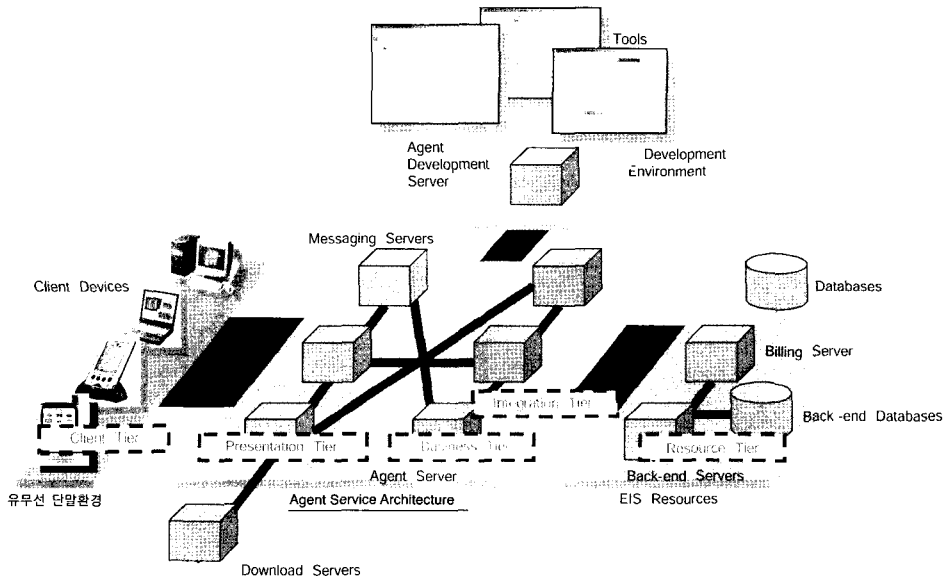 Tools
Agent
Development
Server
Development
Environment
Messaging Servers
Client Devices
Databases
Billing Server
Integration Tier
Back-end Databases
Client Tier
Presentation Tier
Business Tier
Resource Tier
Agent Server
Back-end Servers
유무선 단말환경
Agent Service Architecture
EIS Resources
Download Servers